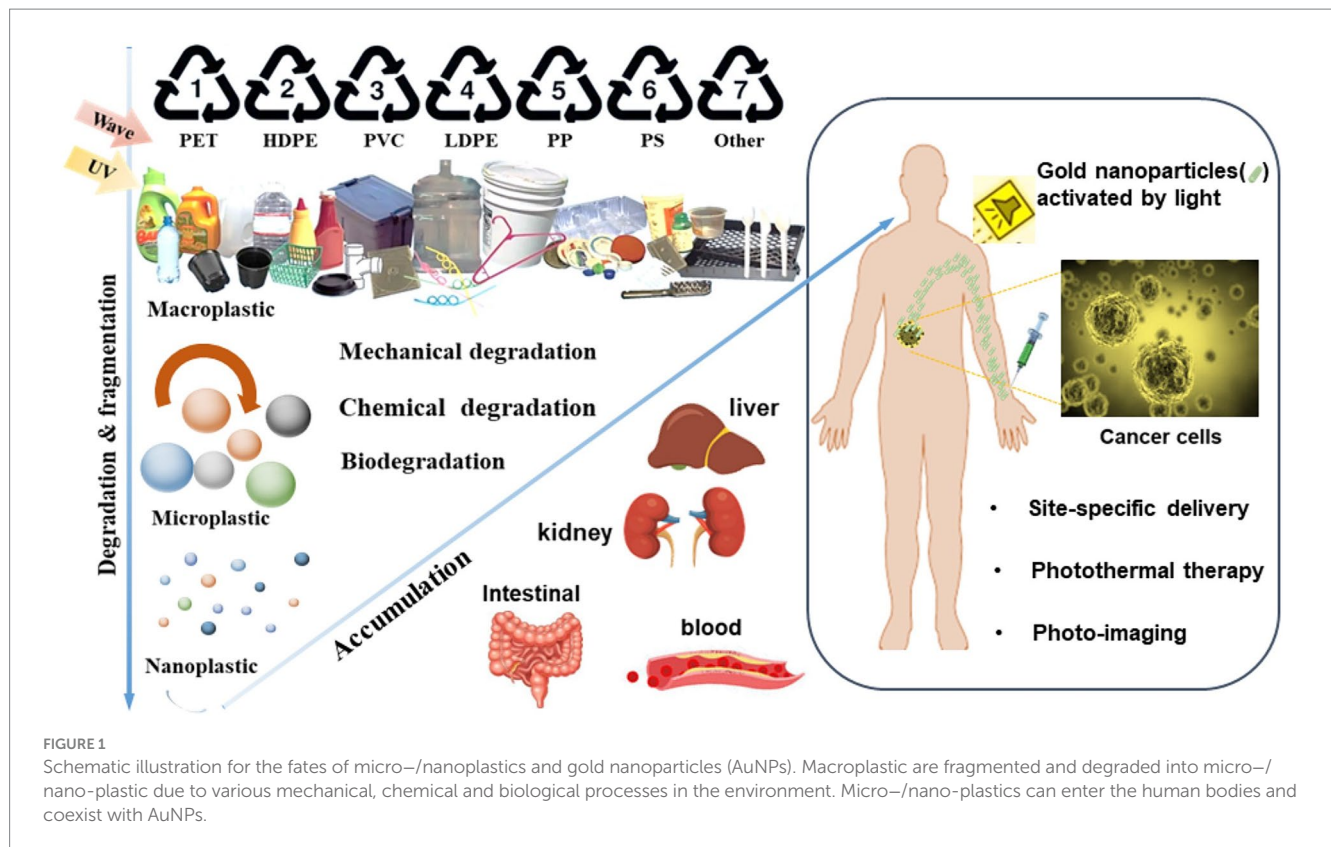 1 2 3 4 5 6 7
PET HDPE PVC LDPE PP PS Other
Wave
UV
Degradation & fragmentation
Macroplastic
Mechanical degradation
Chemical degradation
Biodegradation
Microplastic
Nanoplastic
Accumulation
liver
kidney
Intestinal
blood
Gold nanoparticles( )
activated by light
Cancer cells
• Site-specific delivery
• Photothermal therapy
• Photo-imaging
FIGURE 1
Schematic illustration for the fates of micro–/nanoplastics and gold nanoparticles (AuNPs). Macroplastic are fragmented and degraded into micro–/
nano-plastic due to various mechanical, chemical and biological processes in the environment. Micro–/nano-plastics can enter the human bodies and
coexist with AuNPs.